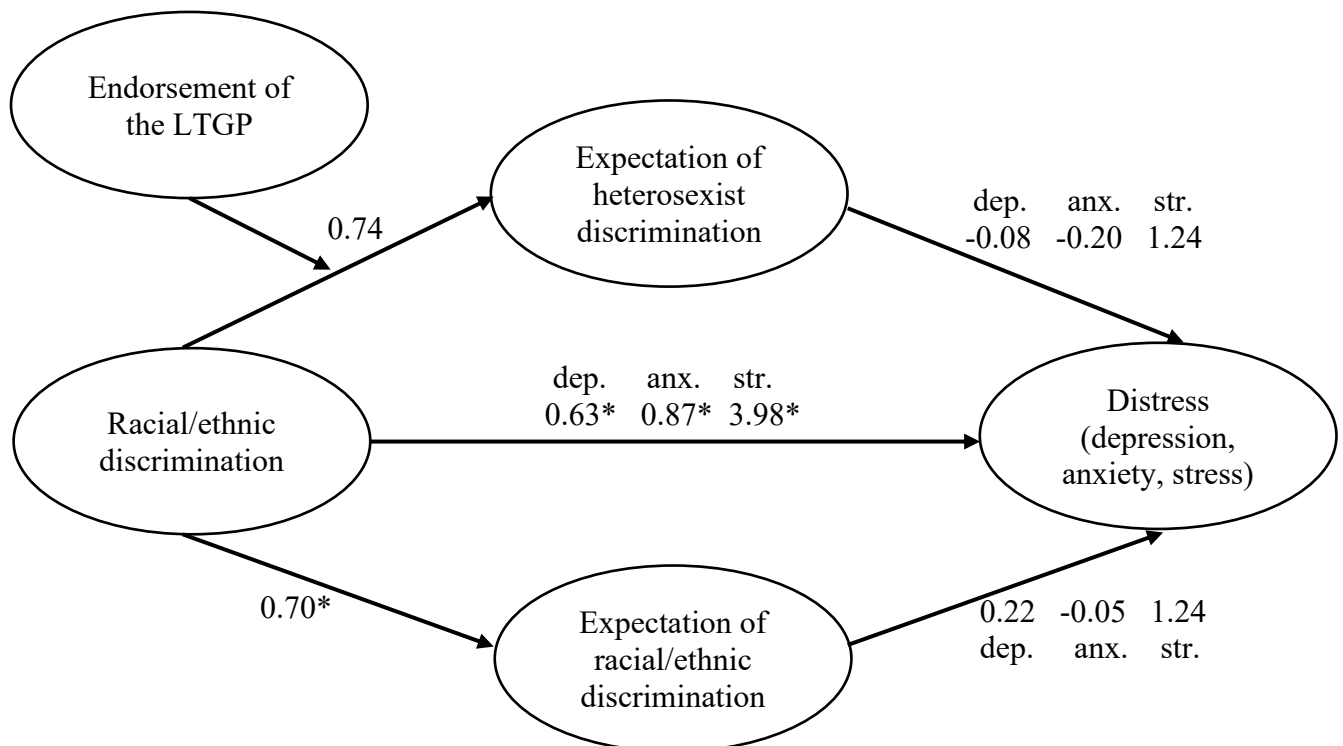 Endorsement of
the LTGP
Expectation of
heterosexist
discrimination
dep. anx. str.
-0.08 -0.20 1.24
0.74
Racial/ethnic
discrimination
dep. anx. str.
0.63* 0.87* 3.98*
Distress
(depression,
anxiety, stress)
0.70*
Expectation of
racial/ethnic
discrimination
0.22 -0.05 1.24
dep. anx. str.